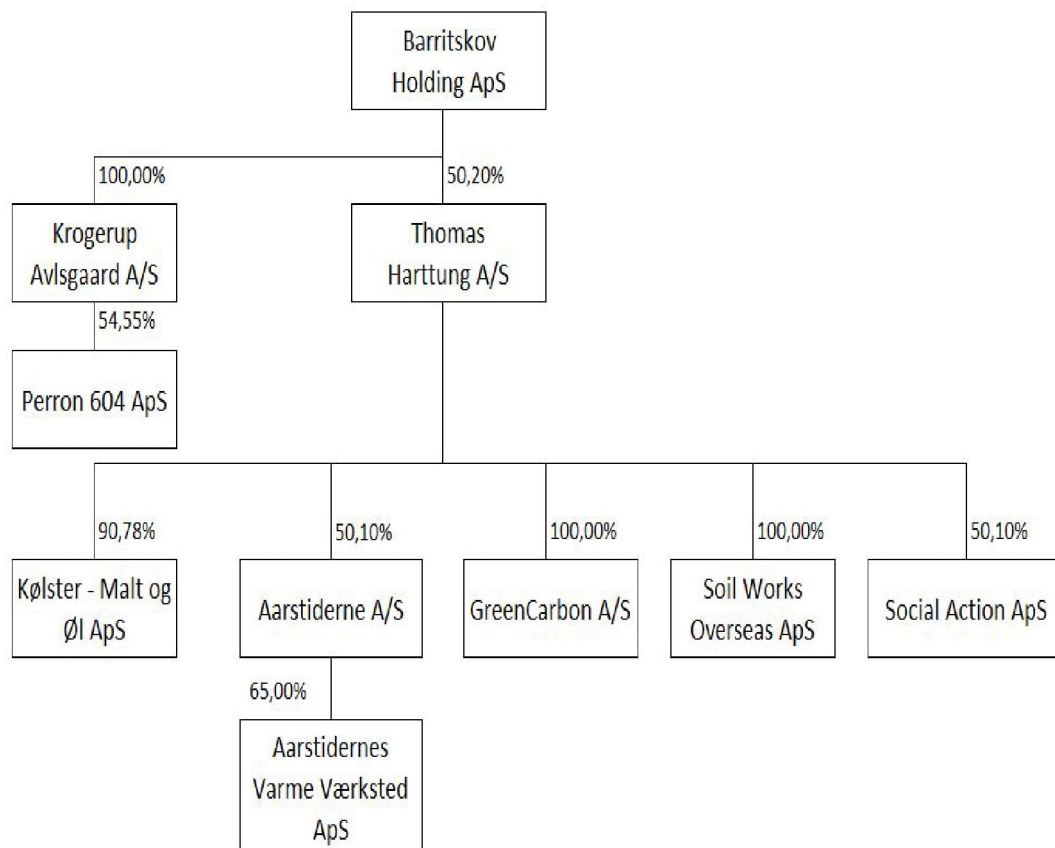 Barritskov
Holding ApS
100,00%
50,20%
Krogerup
Avlsgaard A/S
Thomas
Harttung A/S
54,55%
Perron 604 ApS
90,78%
50,10%
100,00%
100,00%
50,10%
Kølster - Malt og
Øl ApS
Aarstiderne A/S
GreenCarbon A/S
Soil Works
Overseas ApS
Social Action ApS
65,00%
Aarstidernes
Varme Værksted
ApS